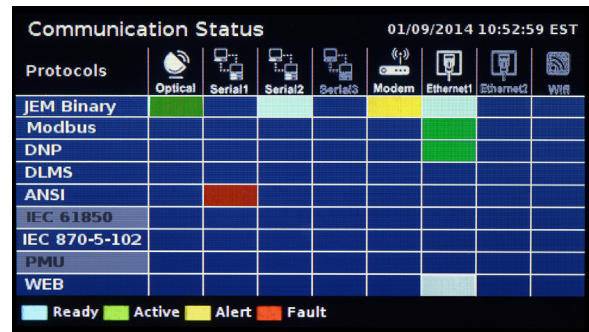 Communication Status 01/09/2014 10:52:59 EST
Protocols Optical Serial1 Serial2 Serial3 Modem Ethernet1 Ethernet2 Wifi
JEM Binary
Modbus
DNP
DLMS
ANSI
IEC 61850
IEC 870-5-102
PMU
WEB
Ready Active Alert Fault